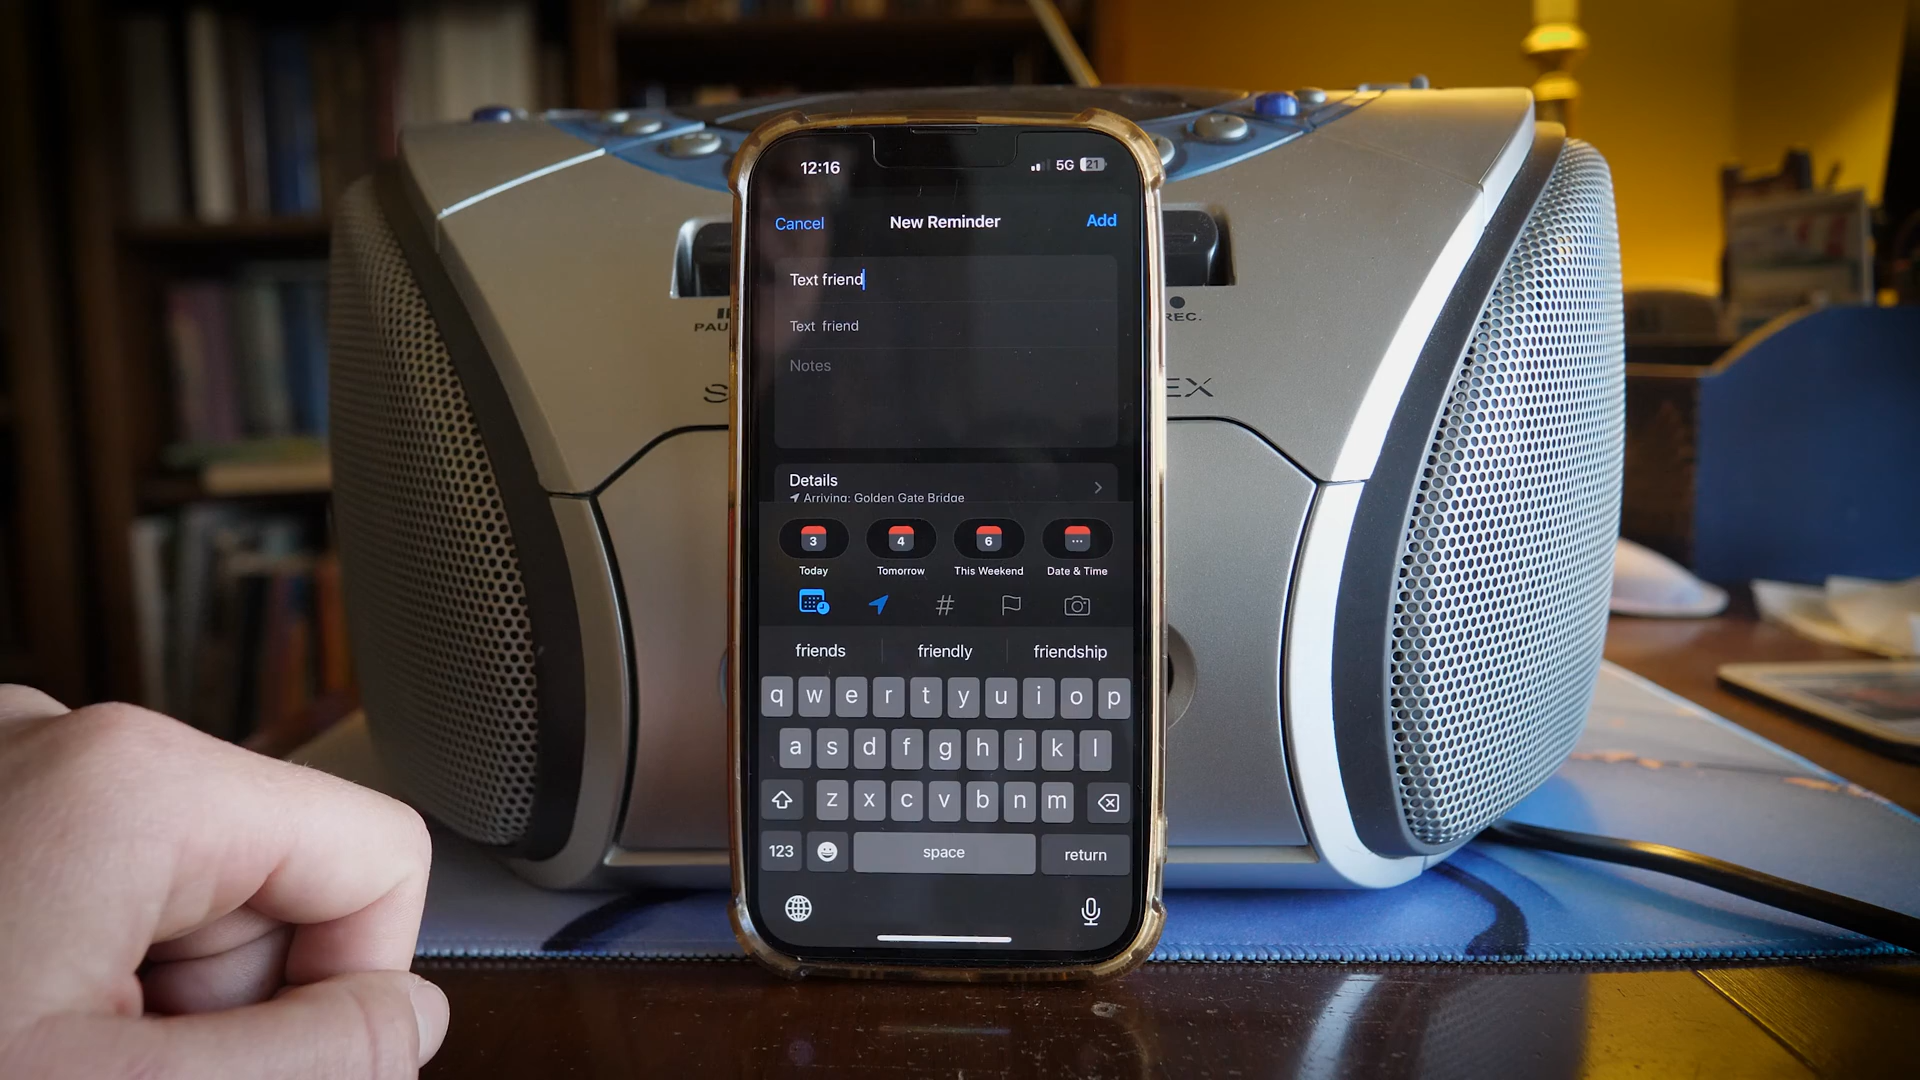 12:16
5G 21
Cancel
New Reminder
Add
Text friend
Text friend
Notes
Details
Arriving: Golden Gate Bridge
3
4
6
Today
Tomorrow
This Weekend
Date & Time
#
friends
friendly
friendship
q w e r t y u i o p
a s d f g h j k l
z x c v b n m
123
space
return
PAU
REC.
S
EX